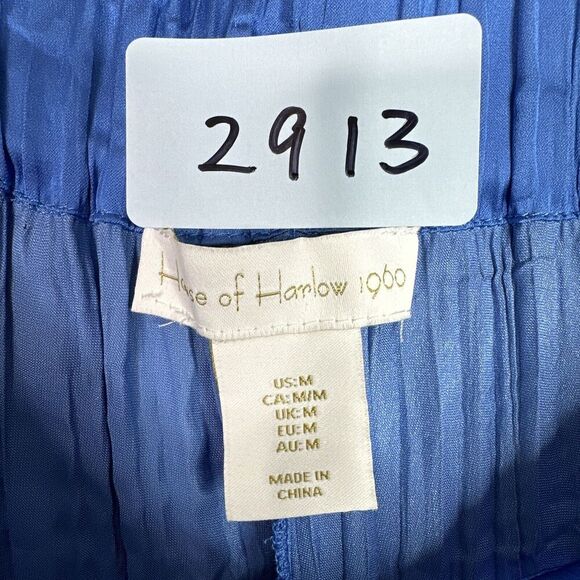 2913
House of Harlow 1960
US:M
CA:M/M
UK:M
EU:M
AU:M
MADE IN
CHINA